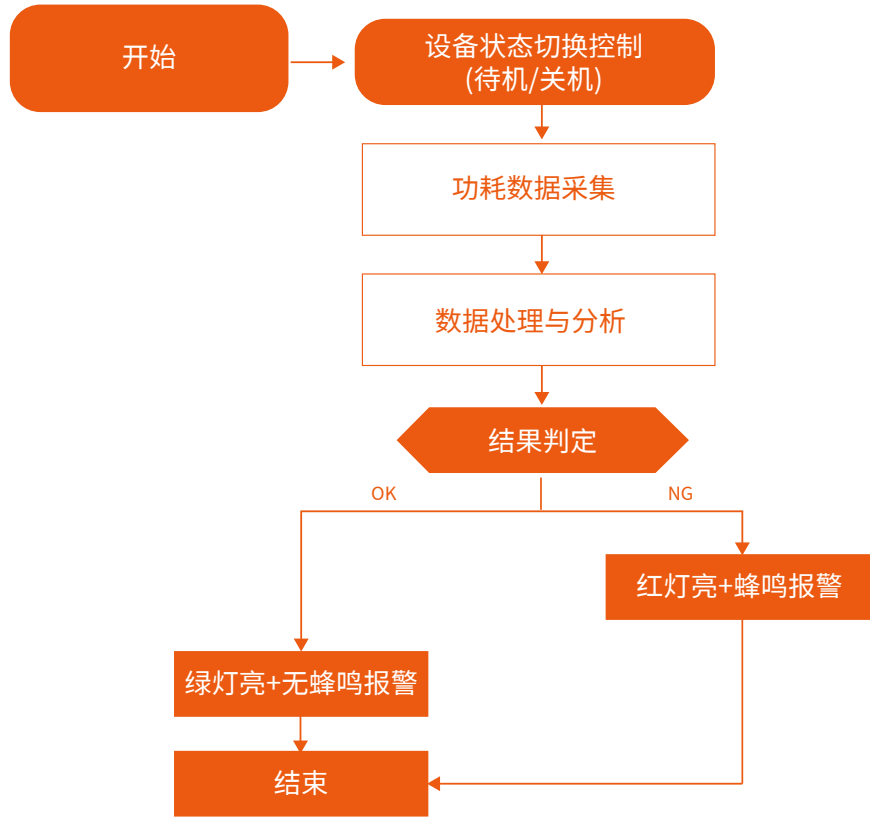 开始
设备状态切换控制
(待机/关机)
功耗数据采集
数据处理与分析
结果判定
OK
NG
红灯亮+蜂鸣报警
绿灯亮+无蜂鸣报警
结束